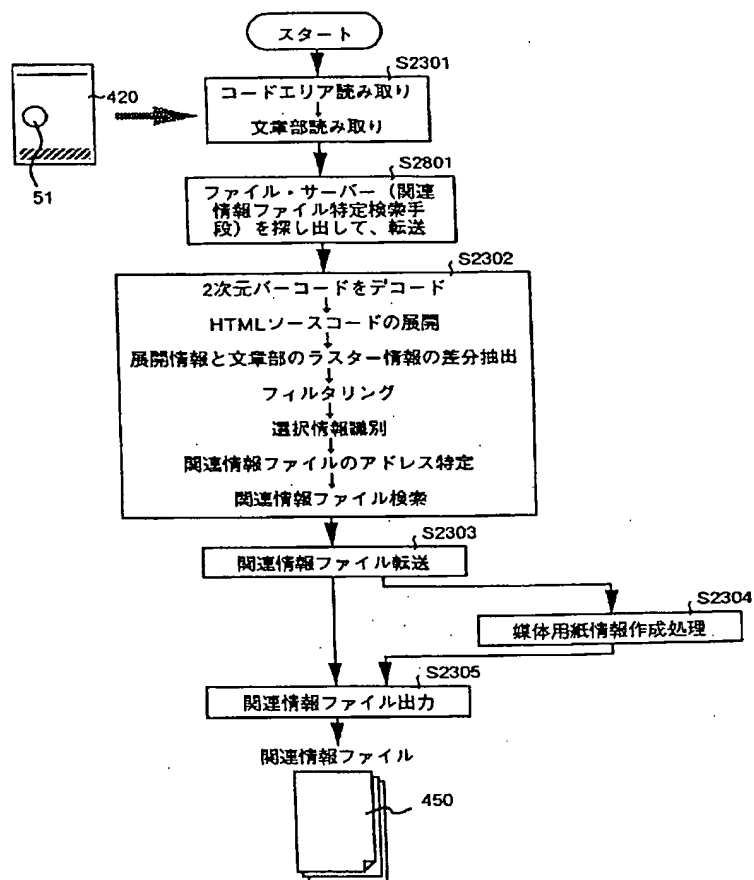 スタート
S2301
420
コードエリア読み取り
文章部読み取り
51
S2801
ファイル・サーバー（関連
情報ファイル特定検索手
段）を探し出して、転送
S2302
2次元バーコードをデコード
HTMLソースコードの展開
展開情報と文章部のラスター情報の差分抽出
フィルタリング
選択情報識別
関連情報ファイルのアドレス特定
関連情報ファイル検索
S2303
関連情報ファイル転送
S2304
媒体用紙情報作成処理
S2305
関連情報ファイル出力
関連情報ファイル
450